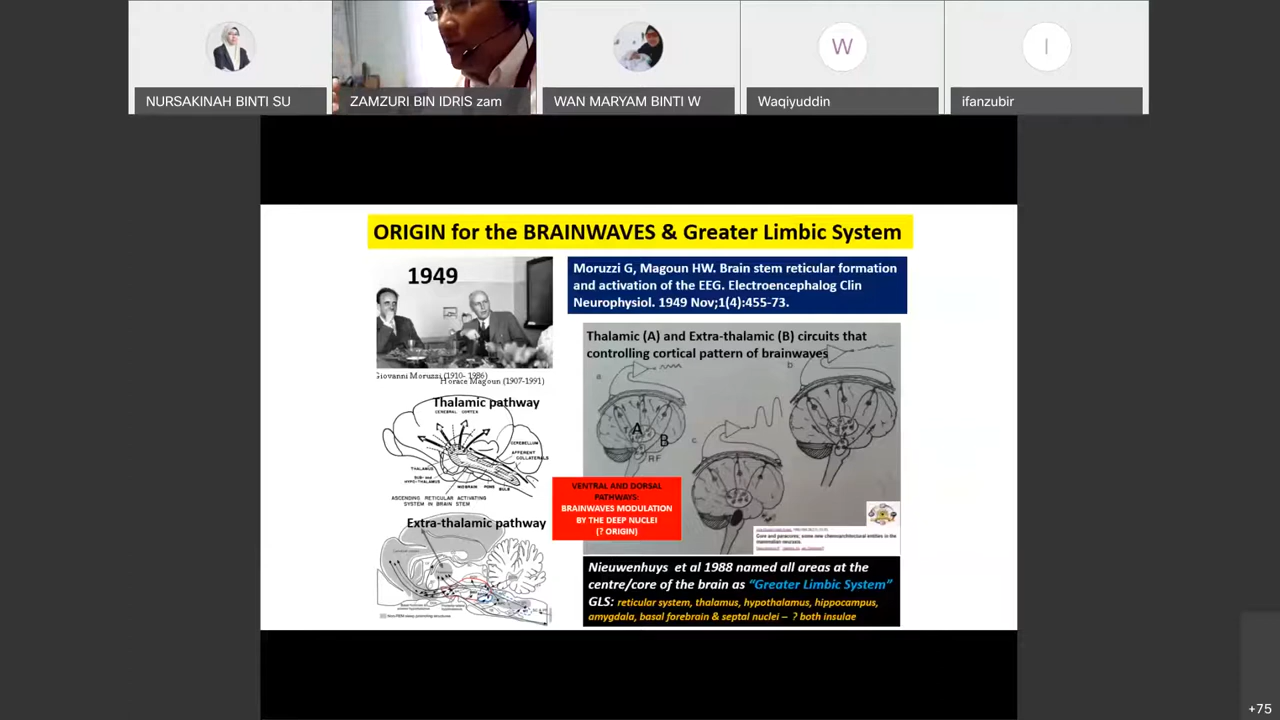 NURSAKINAH BINTI SU
ZAMZURI BIN IDRIS zam
WAN MARYAM BINTI W
W
Waqiyuddin
I
ifanzubir
ORIGIN for the BRAINWAVES & Greater Limbic System
1949
Giovanni Moruzzi (1910- 1986)
Horace Magoun (1907-1991)
Moruzzi G, Magoun HW. Brain stem reticular formation
and activation of the EEG. Electroencephalog Clin
Neurophysiol. 1949 Nov;1(4):455-73.
Thalamic (A) and Extra-thalamic (B) circuits that
controlling cortical pattern of brainwaves
a
b
A
B
C
RF
Thalamic pathway
CEREBRAL CORTEX
CEREBELLUM
AFFERENT
COLLATERALS
THALAMUS
SUB- and
HYPO-THALAMUS
MIDBRAIN
PONS
BULB
ASCENDING RETICULAR ACTIVATING
SYSTEM IN BRAIN STEM
Extra-thalamic pathway
VENTRAL AND DORSAL
PATHWAYS:
BRAINWAVES MODULATION
BY THE DEEP NUCLEI
(? ORIGIN)
Core and paracores; some new chemoarchitectural entities in the
mammalian neuraxis.
Nieuwenhuys et al 1988 named all areas at the
centre/core of the brain as “Greater Limbic System”
GLS: reticular system, thalamus, hypothalamus, hippocampus,
amygdala, basal forebrain & septal nuclei – ? both insulae
+75